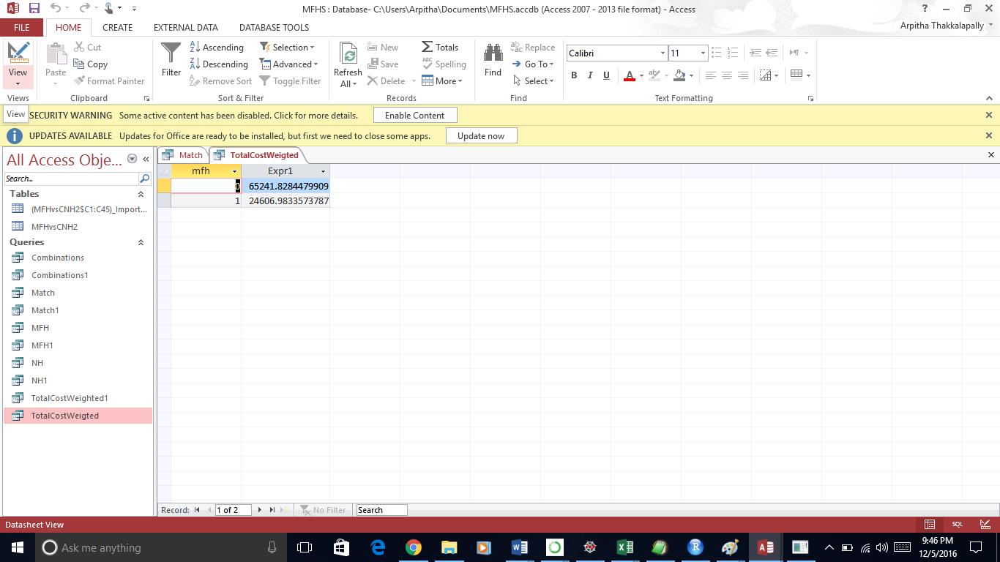 MFHS : Database- C:\Users\Arpitha\Documents\MFHS.accdb (Access 2007 - 2013 file format) - Access
FILE HOME CREATE EXTERNAL DATA DATABASE TOOLS Arpitha Thakkalapally
View
Views
Paste
Cut
Copy
Format Painter
Clipboard
Filter
Ascending
Descending
Remove Sort
Selection
Advanced
Toggle Filter
Sort & Filter
Refresh
All
New
Save
Delete
Totals
Spelling
More
Records
Find
Replace
Go To
Select
Find
Calibri 11
B I U A ab
Text Formatting
View
SECURITY WARNING Some active content has been disabled. Click for more details. Enable Content
UPDATES AVAILABLE Updates for Office are ready to be installed, but first we need to close some apps. Update now
All Access Obje...
Search...
Tables
(MFHvsCNH2$C1:C45)_Import...
MFHvsCNH2
Queries
Combinations
Combinations1
Match
Match1
MFH
MFH1
NH
NH1
TotalCostWeighted1
TotalCostWeigted
Match TotalCostWeigted
mfh Expr1
0 65241.8284479909
1 24606.9833573787
Record: 1 of 2 No Filter Search
Datasheet View SQL
Ask me anything
9:46 PM
12/5/2016